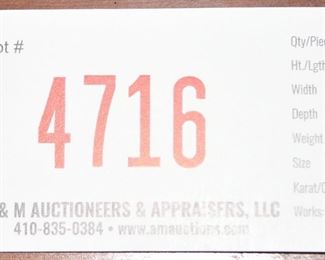 ot #
4716
& M AUCTIONEERS & APPRAISERS, LLC
410-835-0384 • www.amauctions.com
Qty/Pie
Ht./Lgth
Width
Depth
Weight
Size
Karat/D
Works: